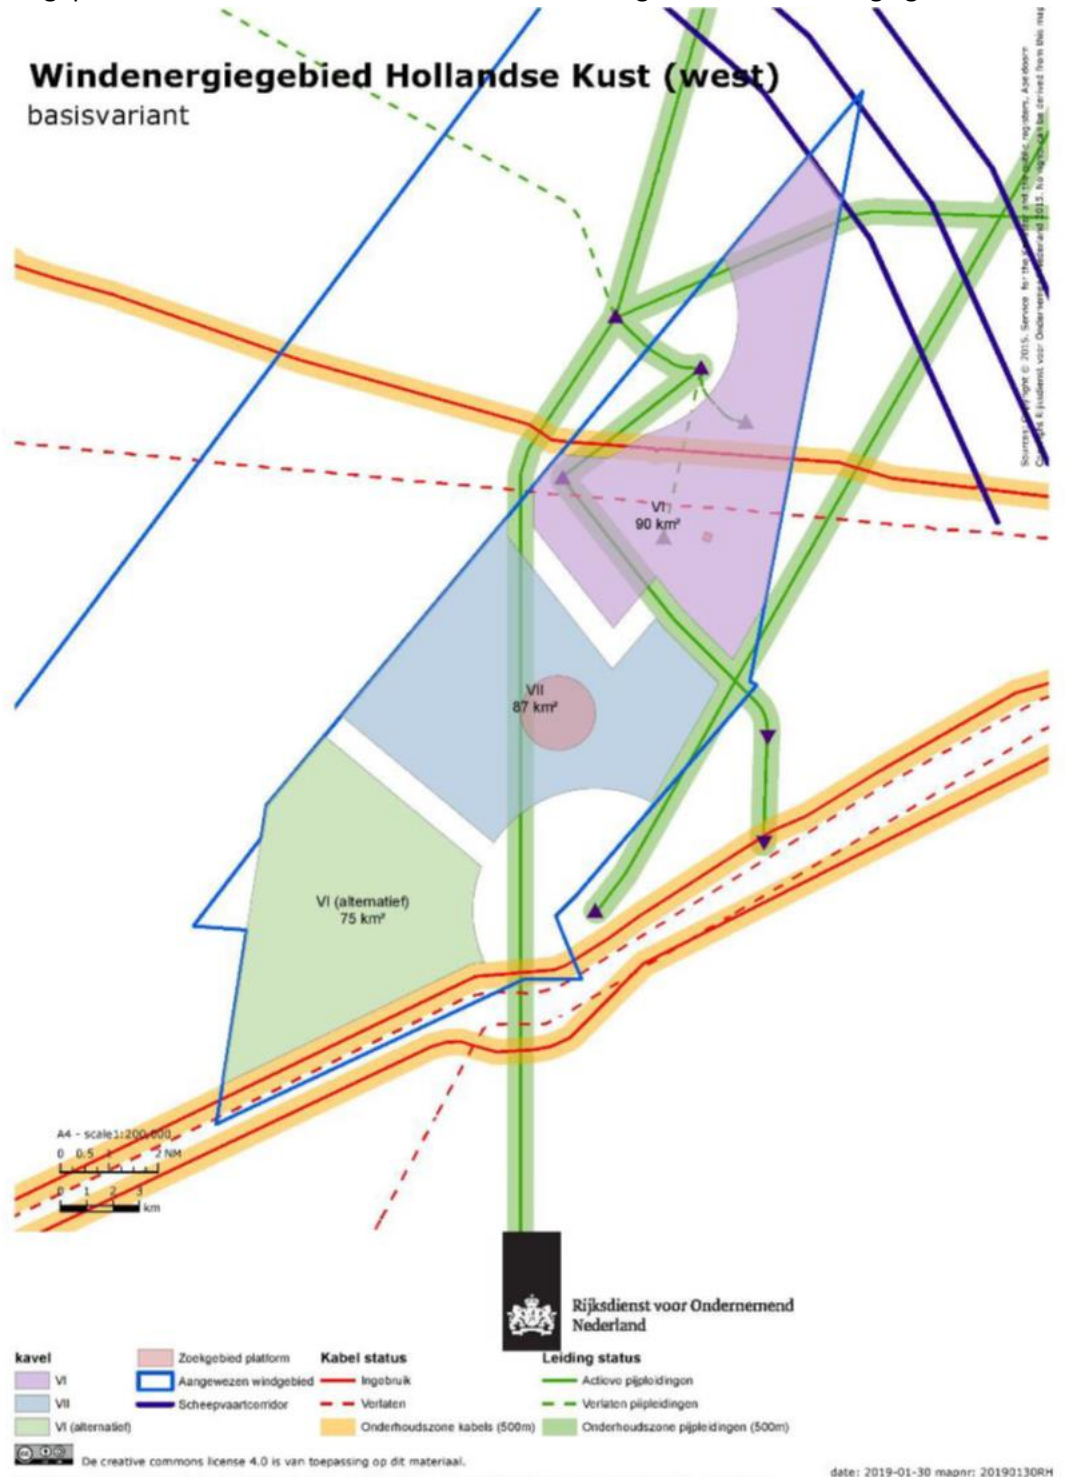 Windenergiegebied Hollandse Kust (west)
basisvariant
VI
90 km²
VII
87 km²
VI (alternatief)
75 km²
A4 - scale1:200,000
0 0.5 1 2 NM
0 1 2 3
km
Rijksdienst voor Ondernemend
Nederland
kavel
VI
VII
VI (alternatief)
Zoekgebied platform
Aangewezen windgebied
Scheepvaartcorridor
Kabel status
Ingebruik
Verlaten
Onderhoudszone kabels (500m)
Leiding status
Actieve pijpleidingen
Verlaten pijpleidingen
Onderhoudszone pijpleidingen (500m)
De creative commons license 4.0 is van toepassing op dit materiaal.
date: 2019-01-30 mapnr: 20190130RH